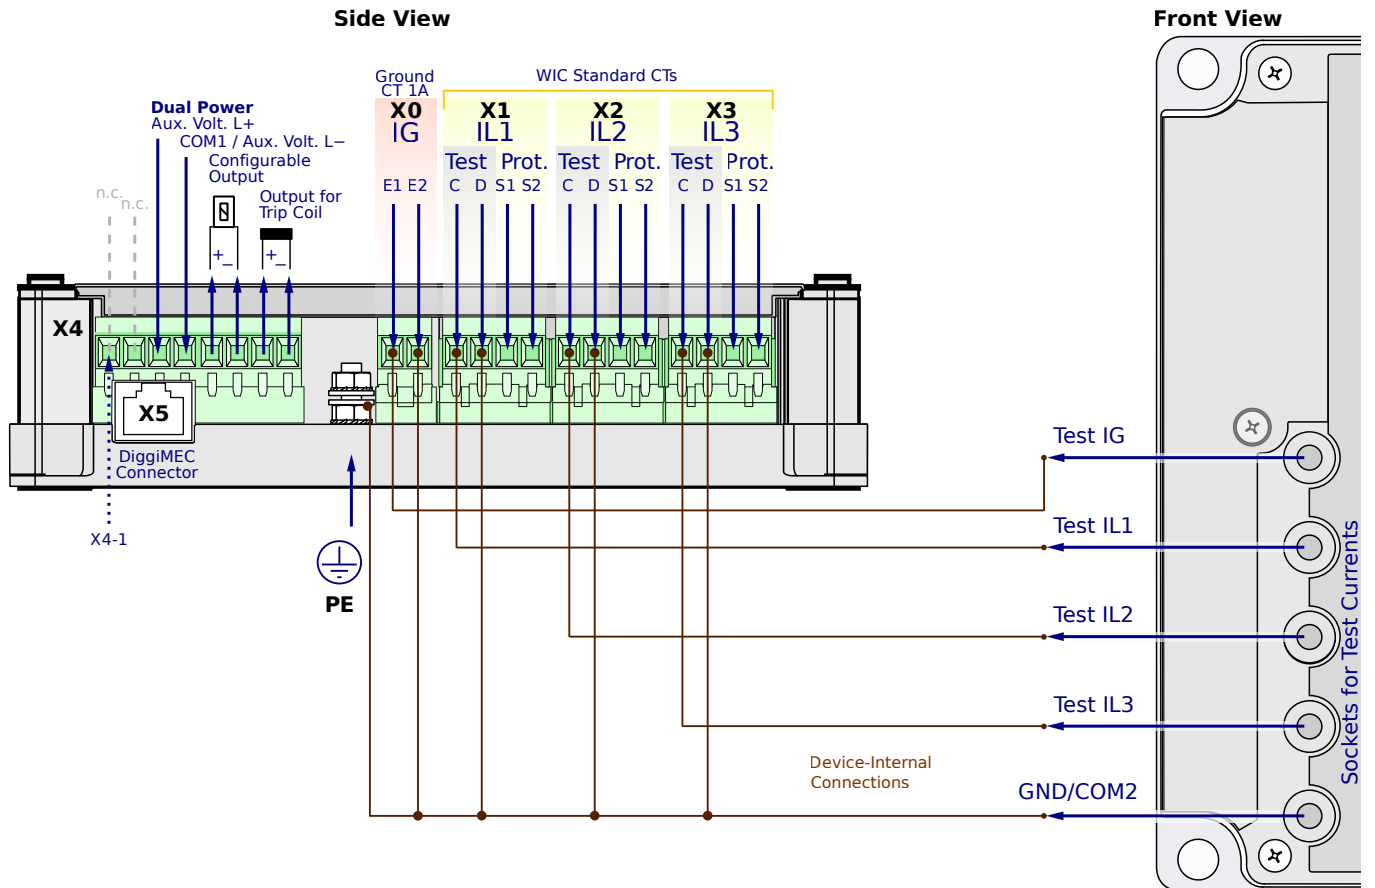 Side View
Front View
Ground
CT 1A
WIC Standard CTs
Dual Power
Aux. Volt. L+
COM1 / Aux. Volt. L−
Configurable
Output
Output for
Trip Coil
n.c.
n.c.
+
−
+
−
X0
IG
X1
IL1
X2
IL2
X3
IL3
Test Prot.
Test Prot.
Test Prot.
E1 E2
C D S1 S2
C D S1 S2
C D S1 S2
X4
X5
DiggiMEC
Connector
X4-1
PE
Test IG
Test IL1
Test IL2
Test IL3
GND/COM2
Device-Internal
Connections
Sockets for Test Currents